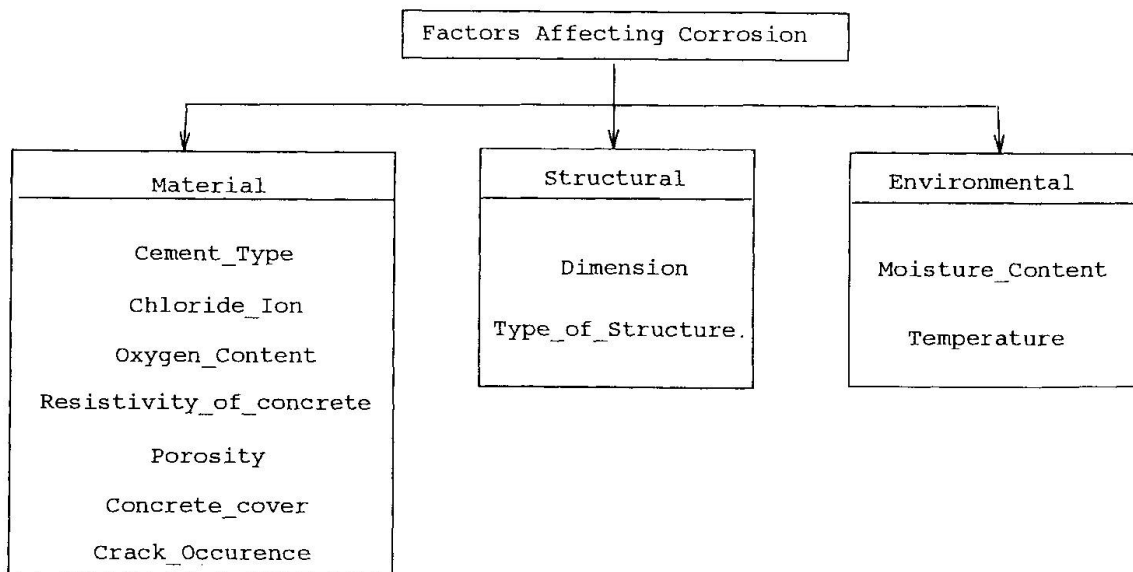 Factors Affecting Corrosion
Material
Cement_Type
Chloride_Ion
Oxygen_Content
Resistivity_of_concrete
Porosity
Concrete_cover
Crack_Occurence
Structural
Dimension
Type_of_Structure.
Environmental
Moisture_Content
Temperature